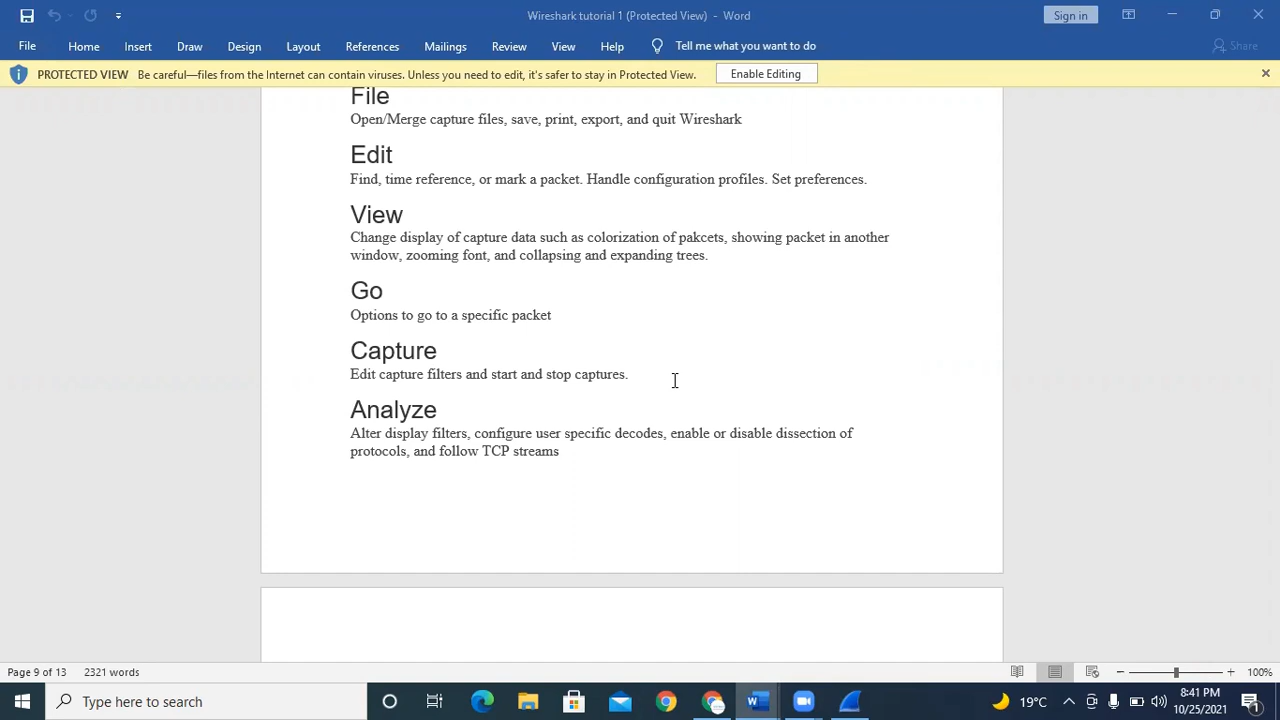 Wireshark tutorial 1 (Protected View) - Word
Sign in
File Home Insert Draw Design Layout References Mailings Review View Help Tell me what you want to do Share
PROTECTED VIEW Be careful—files from the Internet can contain viruses. Unless you need to edit, it's safer to stay in Protected View. Enable Editing
File
Open/Merge capture files, save, print, export, and quit Wireshark
Edit
Find, time reference, or mark a packet. Handle configuration profiles. Set preferences.
View
Change display of capture data such as colorization of pakcets, showing packet in another
window, zooming font, and collapsing and expanding trees.
Go
Options to go to a specific packet
Capture
Edit capture filters and start and stop captures.
Analyze
Alter display filters, configure user specific decodes, enable or disable dissection of
protocols, and follow TCP streams
Page 9 of 13 2321 words 100%
Type here to search
19°C
8:41 PM
10/25/2021
1